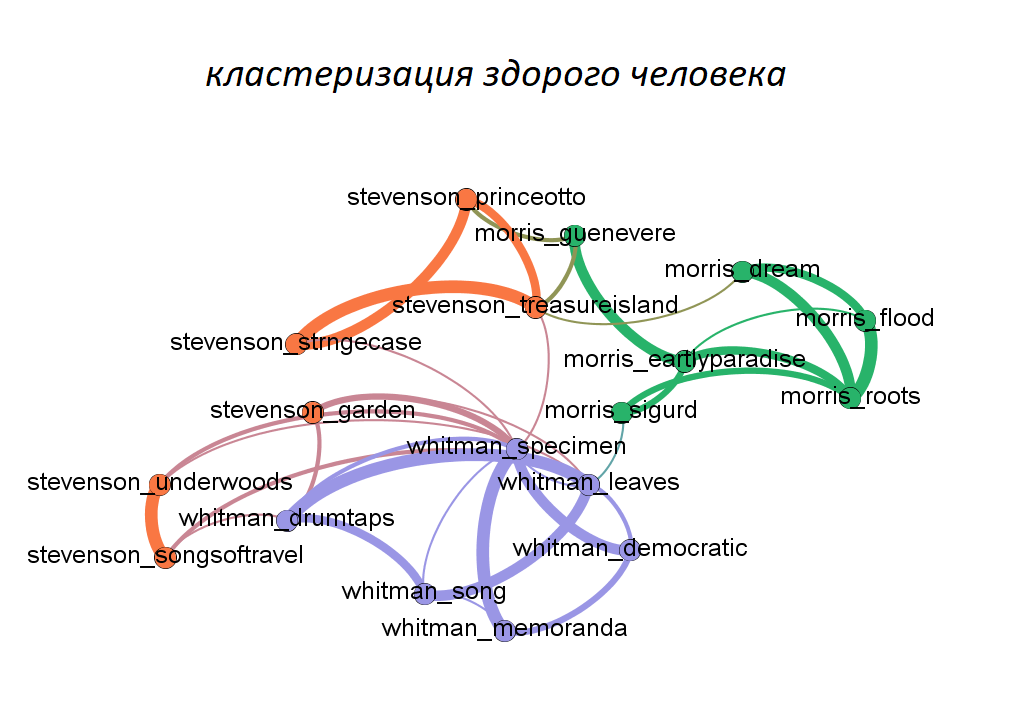 кластеризация здорого человека
stevenson_princeotto
morris_guenevere
morris_dream
stevenson_treasureisland
morris_flood
stevenson_strngecase
morris_eartlyparadise
morris_roots
stevenson_garden
morris_sigurd
whitman_specimen
stevenson_underwoods
whitman_leaves
whitman_drumtaps
whitman_democratic
stevenson_songsoftravel
whitman_song
whitman_memoranda